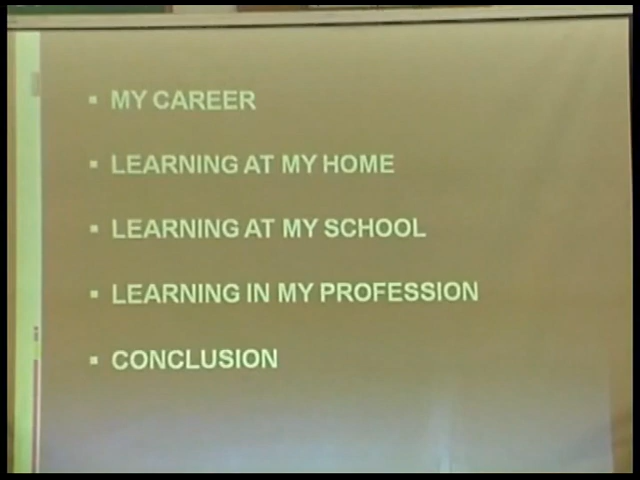 ▪ MY CAREER
▪ LEARNING AT MY HOME
▪ LEARNING AT MY SCHOOL
▪ LEARNING IN MY PROFESSION
▪ CONCLUSION